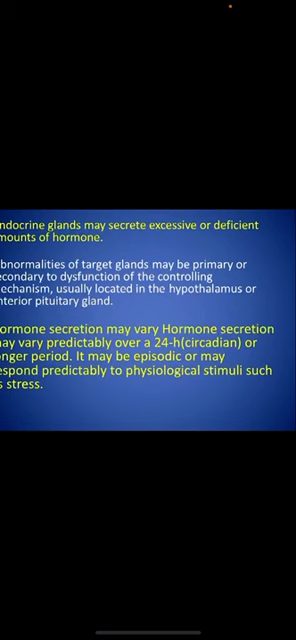 ndocrine glands may secrete excessive or deficient
mounts of hormone.
bnormalities of target glands may be primary or
econdary to dysfunction of the controlling
echanism, usually located in the hypothalamus or
nterior pituitary gland.
ormone secretion may vary Hormone secretion
ay vary predictably over a 24-h(circadian) or
onger period. It may be episodic or may
espond predictably to physiological stimuli such
s stress.